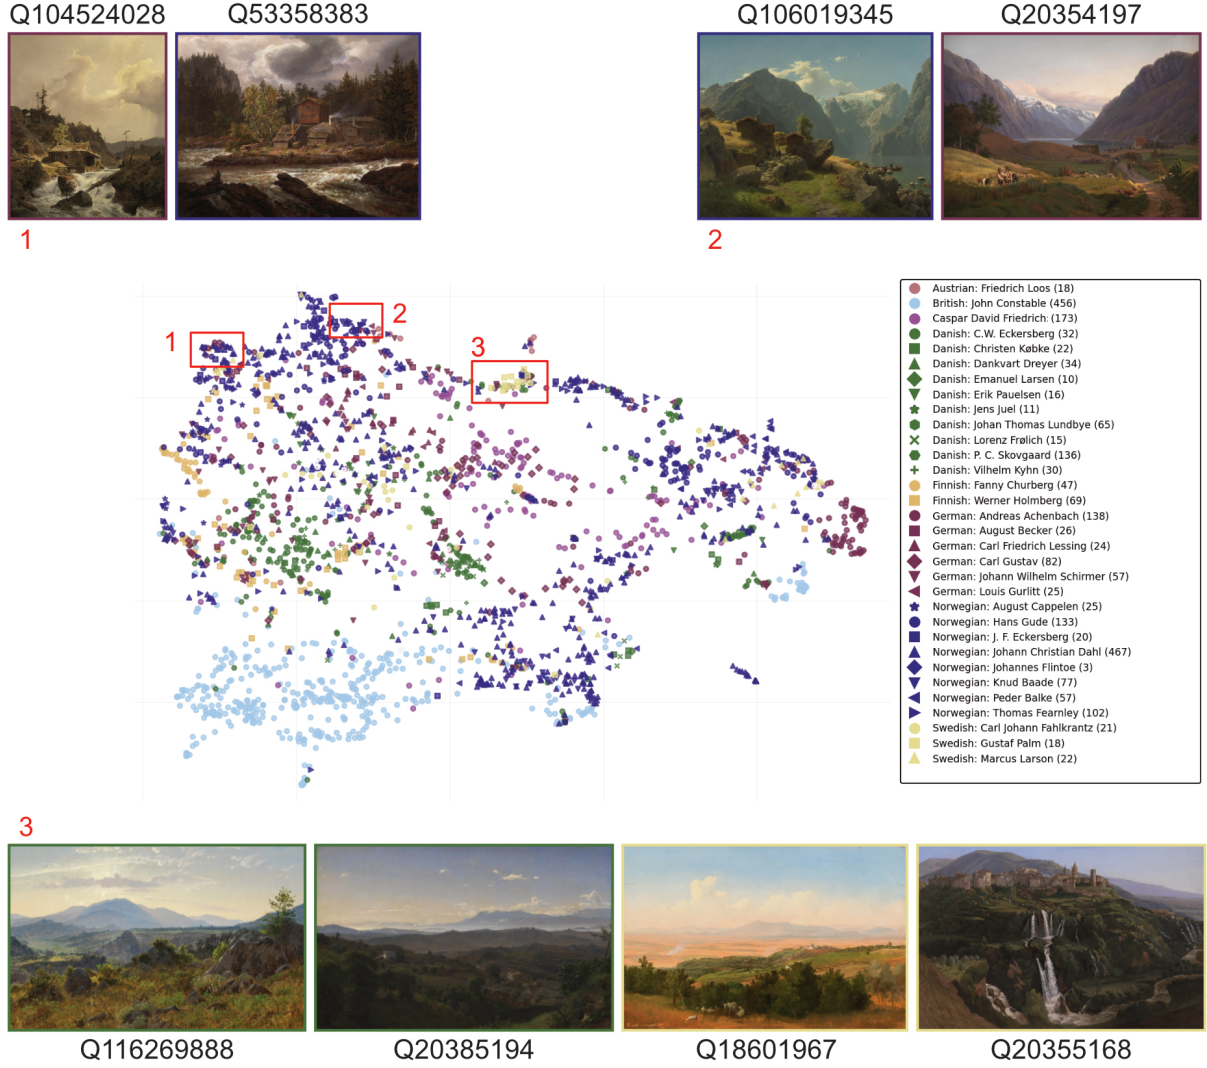 Q104524028
Q53358383
Q106019345
Q20354197
1
2
1
2
3
Austrian: Friedrich Loos (18)
British: John Constable (456)
Caspar David Friedrich: (173)
Danish: C.W. Eckersberg (32)
Danish: Christen Købke (22)
Danish: Dankvart Dreyer (34)
Danish: Emanuel Larsen (10)
Danish: Erik Pauelsen (16)
Danish: Jens Juel (11)
Danish: Johan Thomas Lundbye (65)
Danish: Lorenz Frølich (15)
Danish: P. C. Skovgaard (136)
Danish: Vilhelm Kyhn (30)
Finnish: Fanny Churberg (47)
Finnish: Werner Holmberg (69)
German: Andreas Achenbach (138)
German: August Becker (26)
German: Carl Friedrich Lessing (24)
German: Carl Gustav (82)
German: Johann Wilhelm Schirmer (57)
German: Louis Gurlitt (25)
Norwegian: August Cappelen (25)
Norwegian: Hans Gude (133)
Norwegian: J. F. Eckersberg (20)
Norwegian: Johann Christian Dahl (467)
Norwegian: Johannes Flintoe (3)
Norwegian: Knud Baade (77)
Norwegian: Peder Balke (57)
Norwegian: Thomas Fearnley (102)
Swedish: Carl Johann Fahlkrantz (21)
Swedish: Gustaf Palm (18)
Swedish: Marcus Larson (22)
3
Q116269888
Q20385194
Q18601967
Q20355168